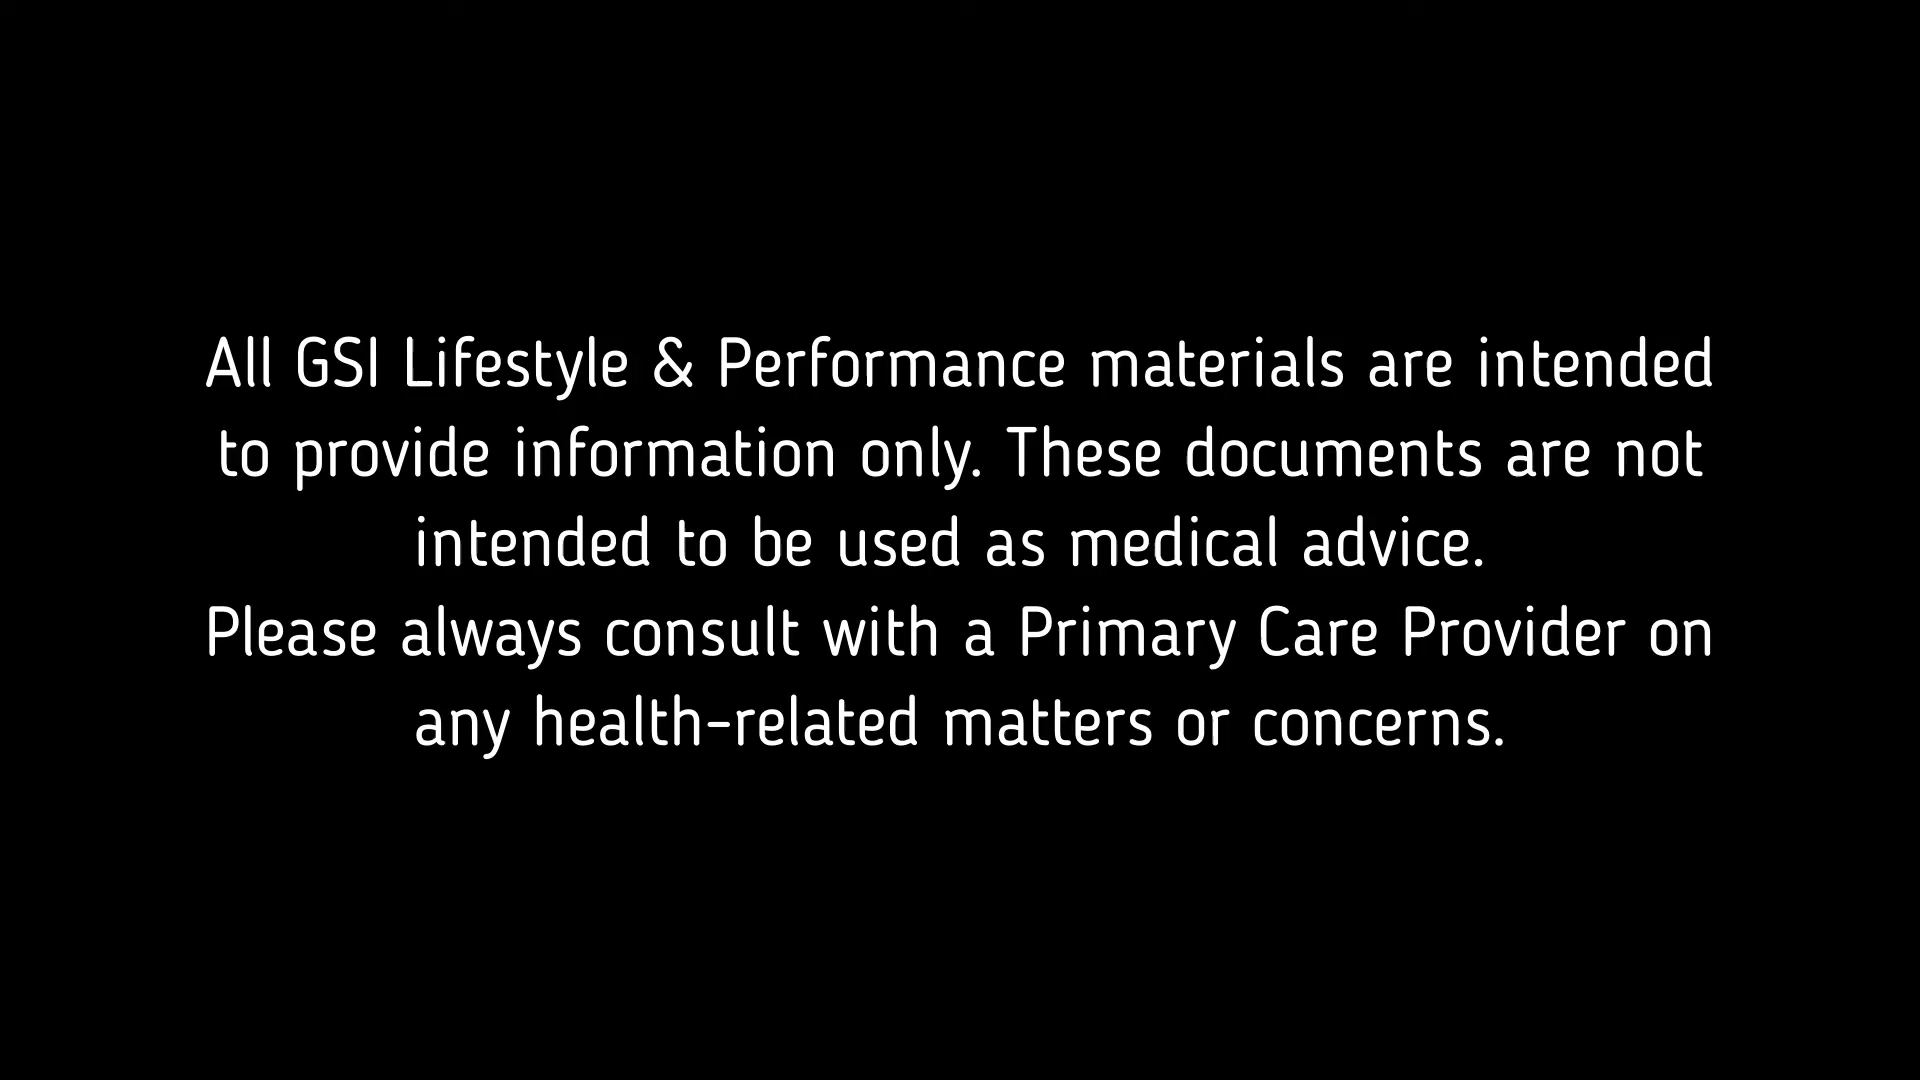 All GSI Lifestyle & Performance materials are intended
to provide information only. These documents are not
intended to be used as medical advice.
Please always consult with a Primary Care Provider on
any health-related matters or concerns.